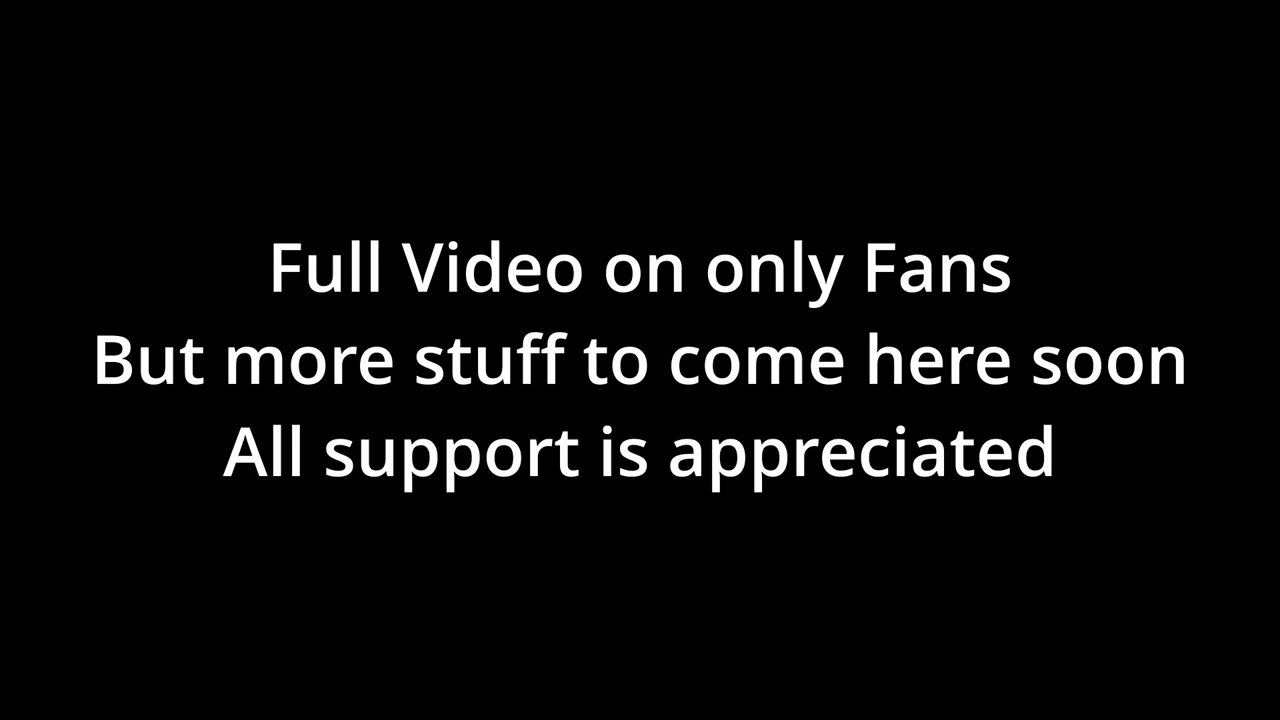 Full Video on only Fans
But more stuff to come here soon
All support is appreciated